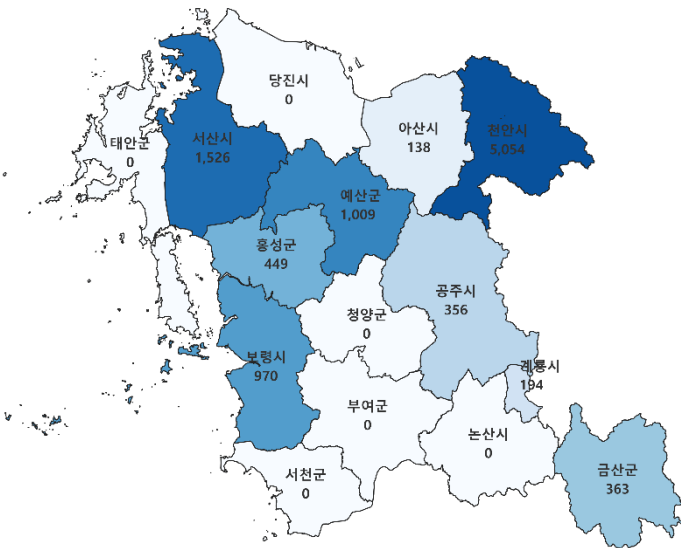 당진시
0
아산시
138
천안시
5,054
태안군
0
서산시
1,526
예산군
1,009
홍성군
449
공주시
356
청양군
0
보령시
970
계룡시
194
부여군
0
논산시
0
서천군
0
금산군
363